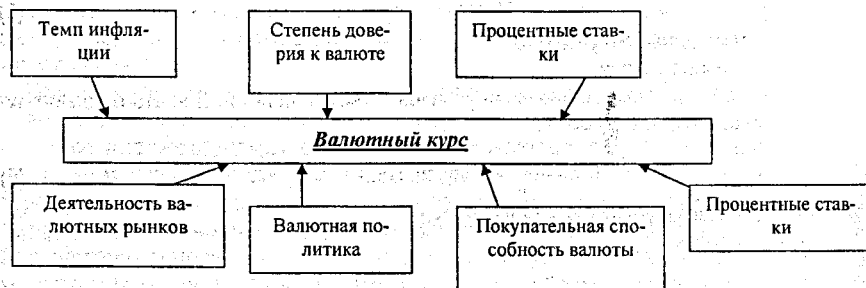 Темп инфля-
ции
Степень дове-
рия к валюте
Процентные став-
ки
Валютный курс
Деятельность ва-
лютных рынков
Валютная по-
литика
Покупательная спо-
собность валюты
Процентные став-
ки